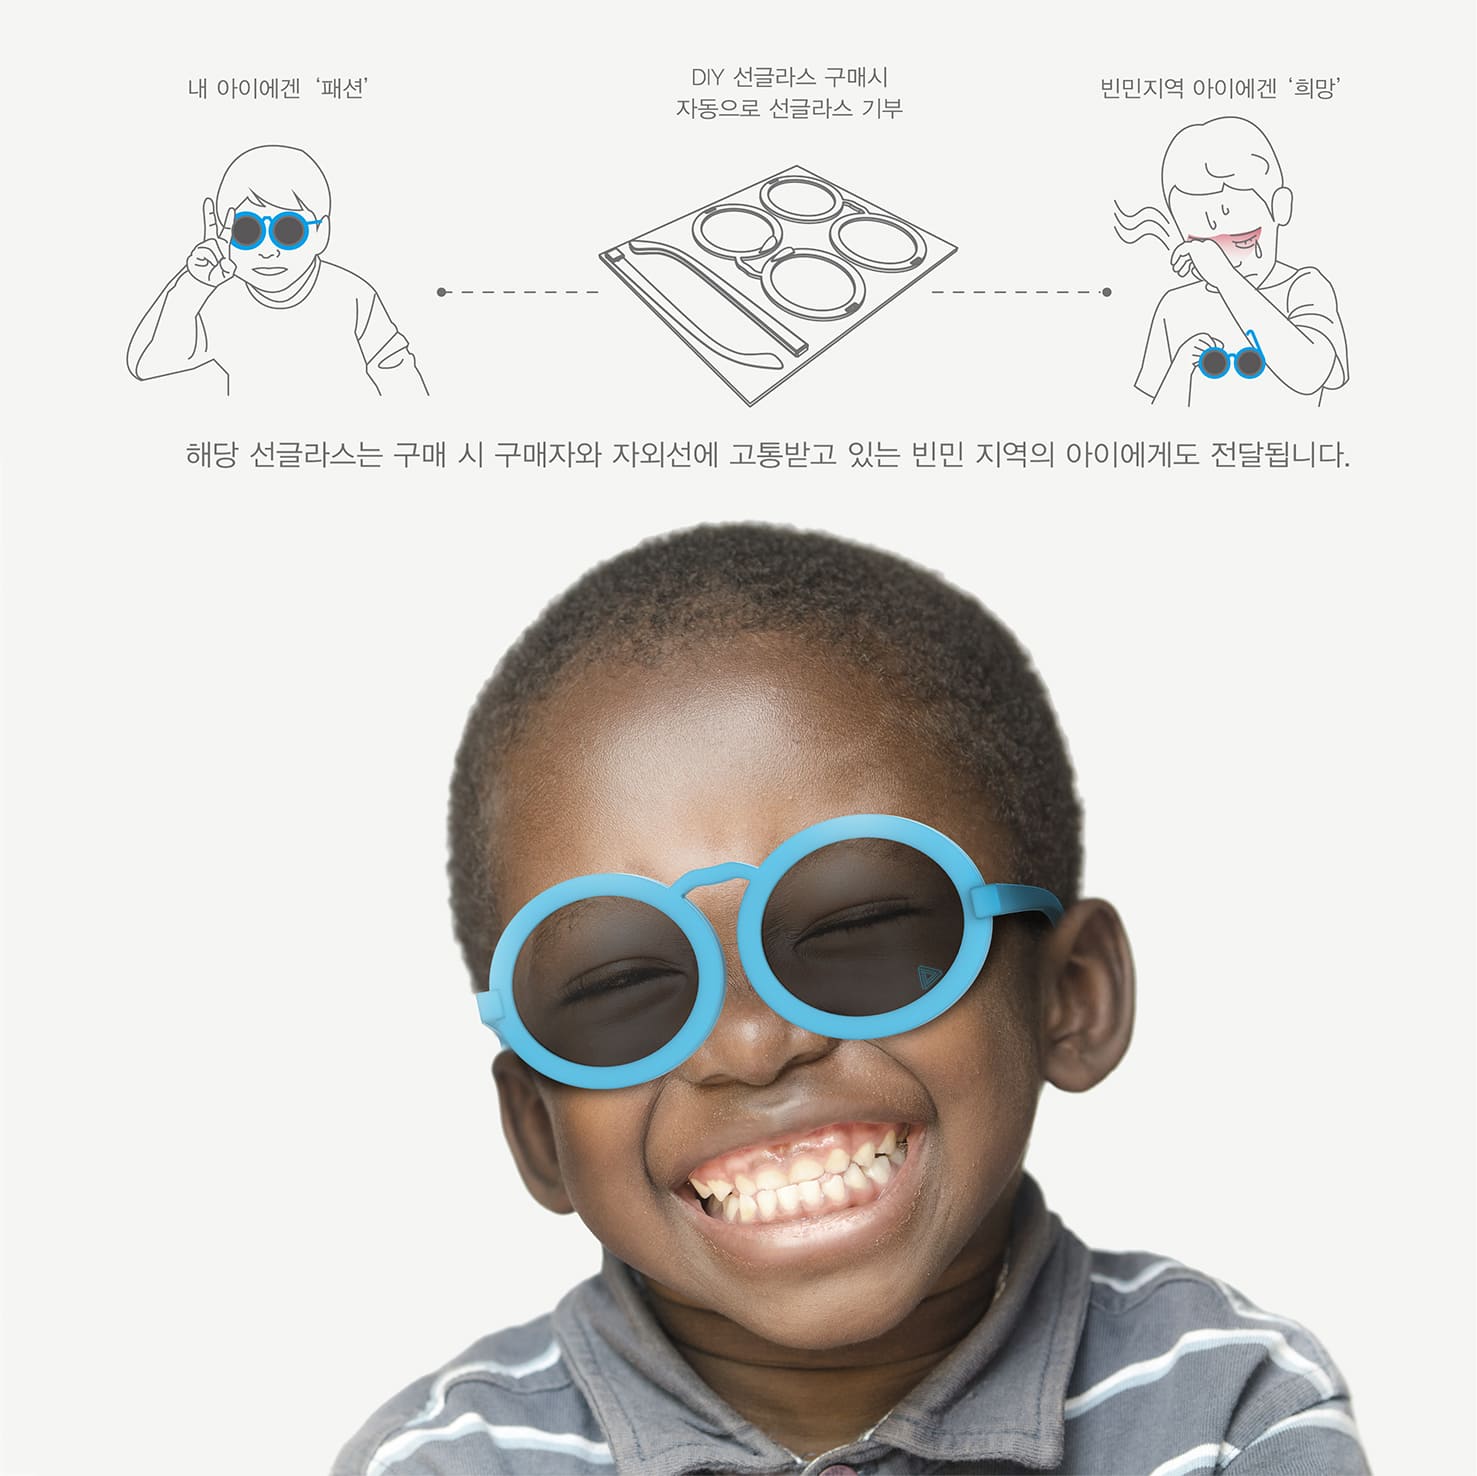 내 아이에겐 ‘패션’
DIY 선글라스 구매시
자동으로 선글라스 기부
빈민지역 아이에겐 ‘희망’
해당 선글라스는 구매 시 구매자와 자외선에 고통받고 있는 빈민 지역의 아이에게도 전달됩니다.